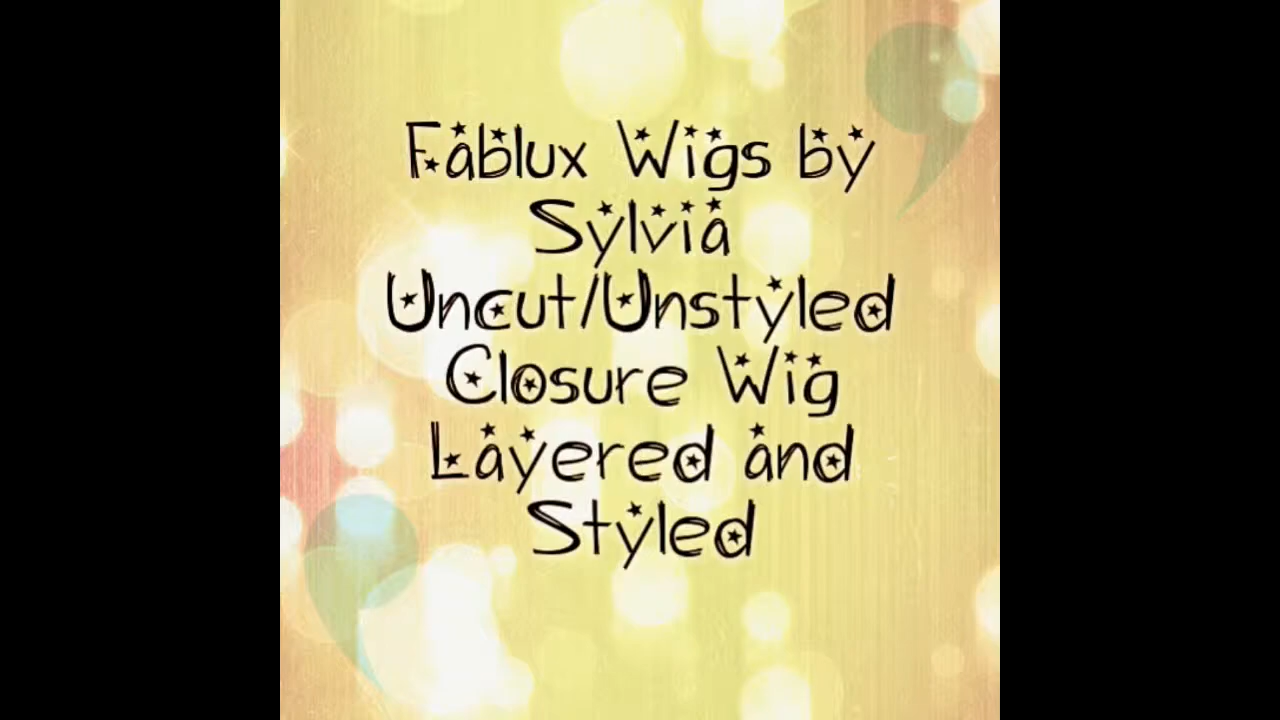 Fablux Wigs by
Sylvia
Uncut/Unstyled
Closure Wig
Layered and
Styled